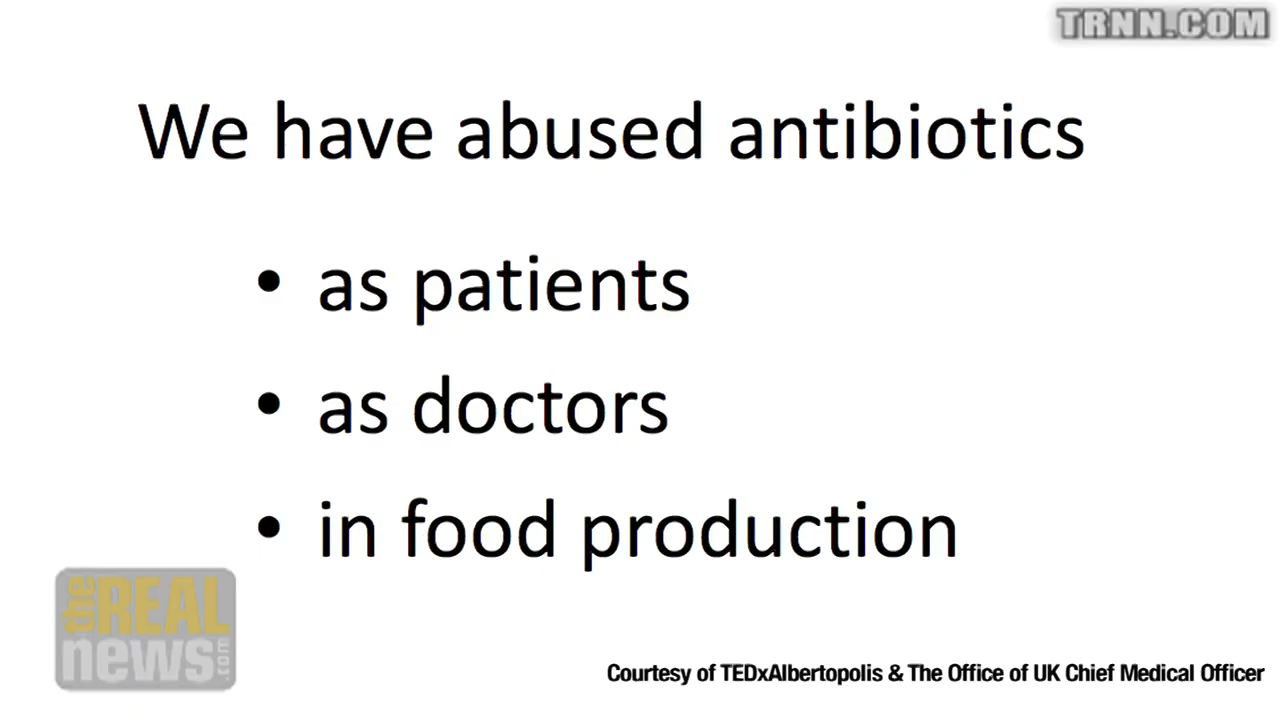 TRNN.COM
We have abused antibiotics
• as patients
• as doctors
• in food production
the REAL
news.com
Courtesy of TEDxAlbertopolis & The Office of UK Chief Medical Officer